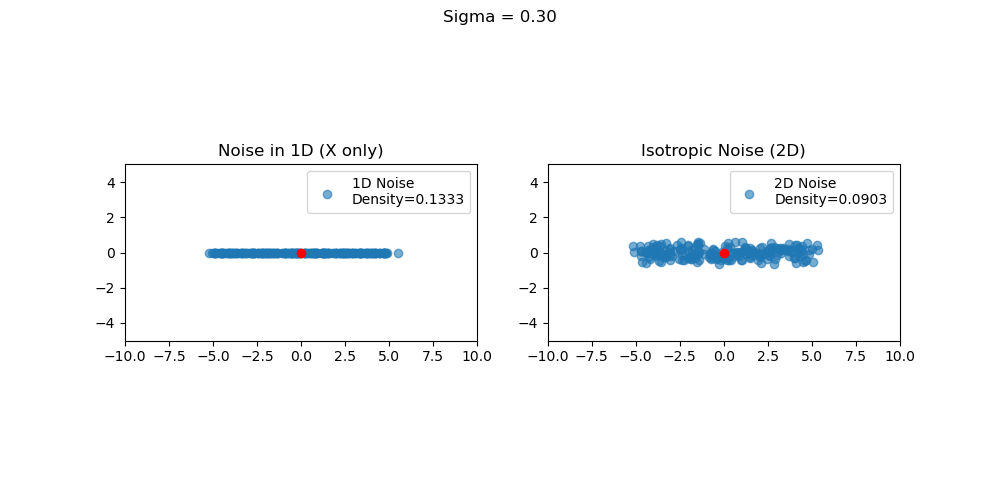 Sigma = 0.30
Noise in 1D (X only)
1D Noise
Density=0.1333
4
2
0
−2
−4
−10.0 −7.5 −5.0 −2.5 0.0 2.5 5.0 7.5 10.0
Isotropic Noise (2D)
2D Noise
Density=0.0903
4
2
0
−2
−4
−10.0 −7.5 −5.0 −2.5 0.0 2.5 5.0 7.5 10.0